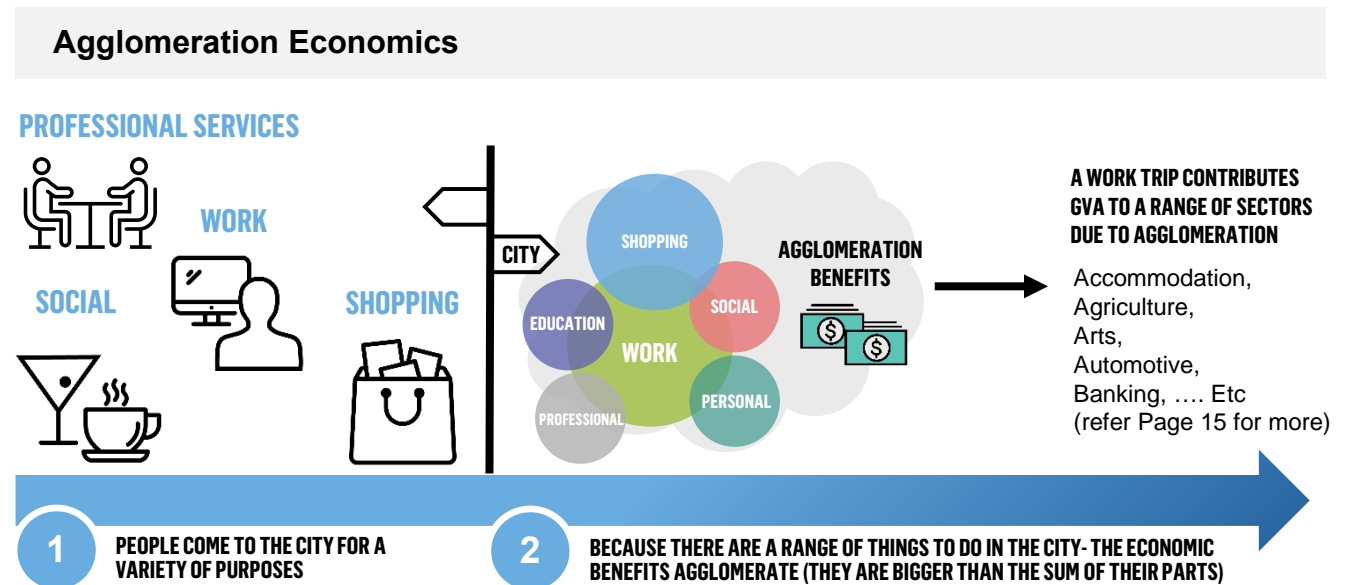 Agglomeration Economics
PROFESSIONAL SERVICES
WORK
SOCIAL
SHOPPING
CITY
SHOPPING
EDUCATION
SOCIAL
WORK
PERSONAL
PROFESSIONAL
AGGLOMERATION
BENEFITS
$
$
A WORK TRIP CONTRIBUTES
GVA TO A RANGE OF SECTORS
DUE TO AGGLOMERATION
Accommodation,
Agriculture,
Arts,
Automotive,
Banking, …. Etc
(refer Page 15 for more)
1
PEOPLE COME TO THE CITY FOR A
VARIETY OF PURPOSES
2
BECAUSE THERE ARE A RANGE OF THINGS TO DO IN THE CITY- THE ECONOMIC
BENEFITS AGGLOMERATE (THEY ARE BIGGER THAN THE SUM OF THEIR PARTS)